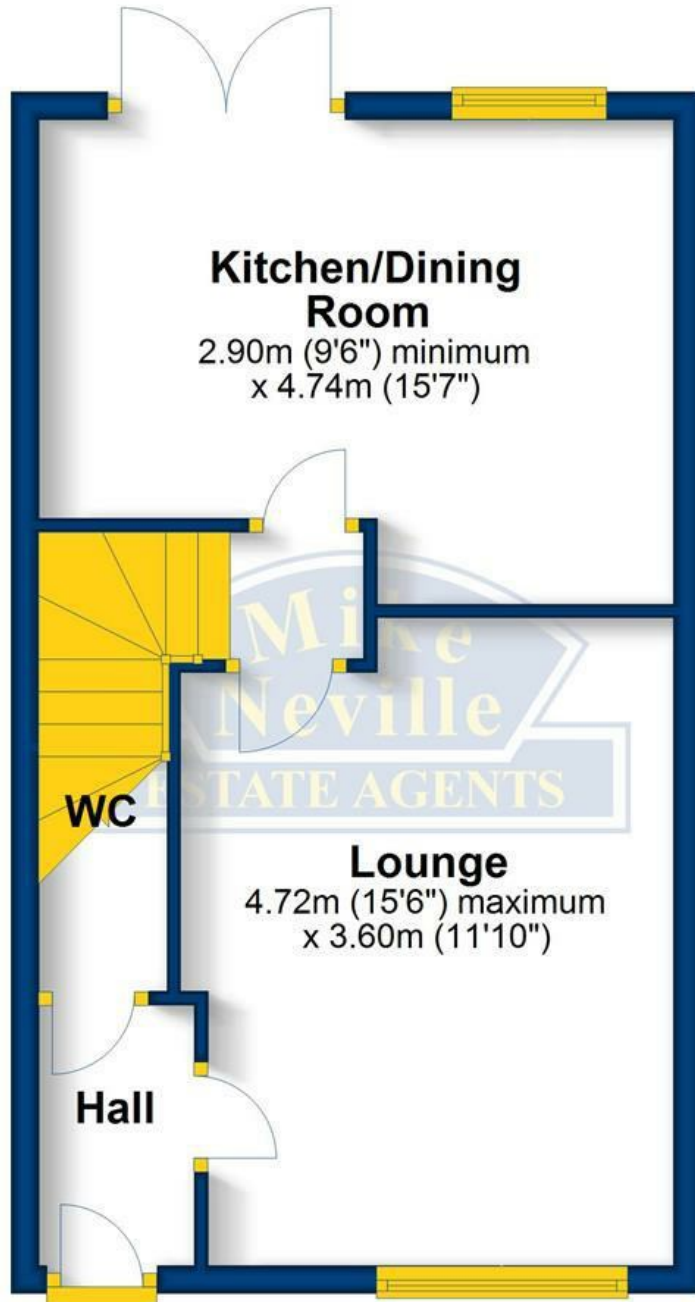 Kitchen/Dining
Room
2.90m (9'6") minimum
x 4.74m (15'7")
Mike
Neville
ESTATE AGENTS
WC
Lounge
4.72m (15'6") maximum
x 3.60m (11'10")
Hall